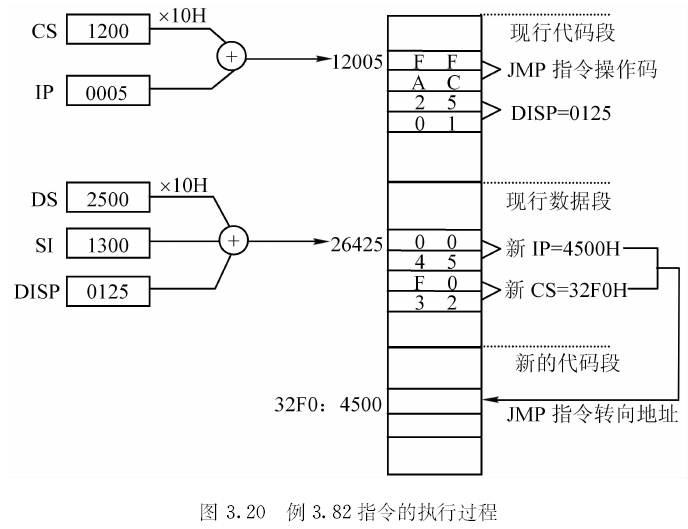 CS 1200 ×10H
现行代码段
12005 F F
JMP 指令操作码
A C
IP 0005
2 5
DISP=0125
0 1
DS 2500 ×10H
现行数据段
SI 1300
26425 0 0
新 IP=4500H
4 5
DISP 0125
F 0
新 CS=32F0H
3 2
新的代码段
32F0: 4500
JMP 指令转向地址
图 3.20 例 3.82 指令的执行过程